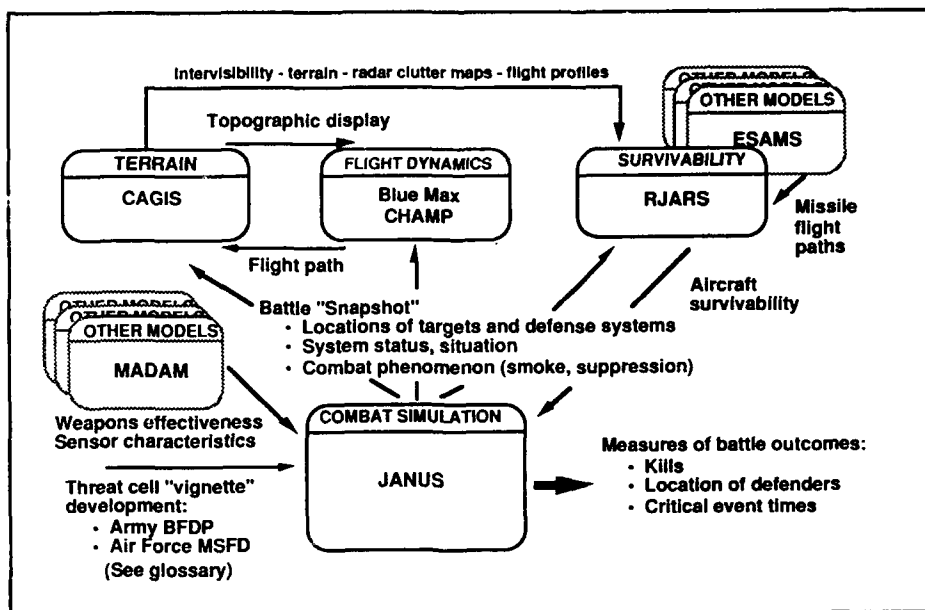 Intervisibility - terrain - radar clutter maps - flight profiles
OTHER MODELS
OTHER MODELS
OTHER MODELS
ESAMS
Topographic display
TERRAIN
CAGIS
FLIGHT DYNAMICS
Blue Max
CHAMP
SURVIVABILITY
RJARS
Missile
flight
paths
Flight path
Aircraft
survivability
Battle "Snapshot"
• Locations of targets and defense systems
• System status, situation
• Combat phenomenon (smoke, suppression)
OTHER MODELS
OTHER MODELS
OTHER MODELS
MADAM
Weapons effectiveness
Sensor characteristics
COMBAT SIMULATION
JANUS
Threat cell "vignette"
development:
• Army BFDP
• Air Force MSFD
(See glossary)
Measures of battle outcomes:
• Kills
• Location of defenders
• Critical event times